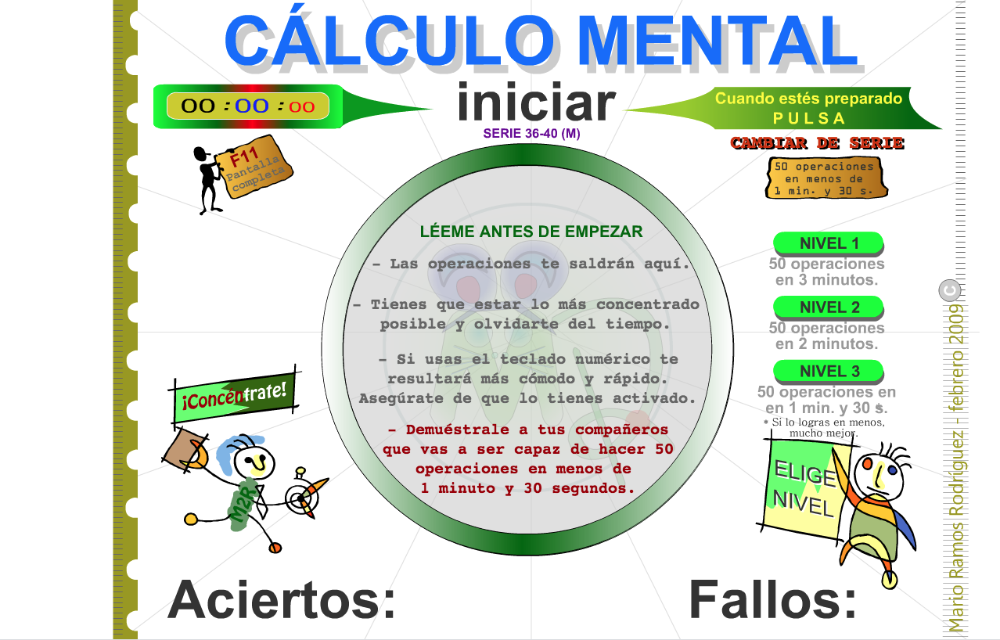 CÁLCULO MENTAL
00 : 00 : 00
iniciar
Cuando estés preparado
PULSA
SERIE 36-40 (M)
CAMBIAR DE SERIE
F11
Pantalla
completa
50 operaciones
en menos de
1 min. y 30 s.
LÉEME ANTES DE EMPEZAR
- Las operaciones te saldrán aquí.
- Tienes que estar lo más concentrado
posible y olvidarte del tiempo.
- Si usas el teclado numérico te
resultará más cómodo y rápido.
Asegúrate de que lo tienes activado.
- Demuéstrale a tus compañeros
que vas a ser capaz de hacer 50
operaciones en menos de
1 minuto y 30 segundos.
NIVEL 1
50 operaciones
en 3 minutos.
NIVEL 2
50 operaciones
en 2 minutos.
NIVEL 3
50 operaciones en
en 1 min. y 30 s.
* Si lo logras en menos,
mucho mejor.
¡Concéntrate!
M2R
ELIGE
NIVEL
Aciertos:
Fallos:
Mario Ramos Rodríguez - febrero 2009 C